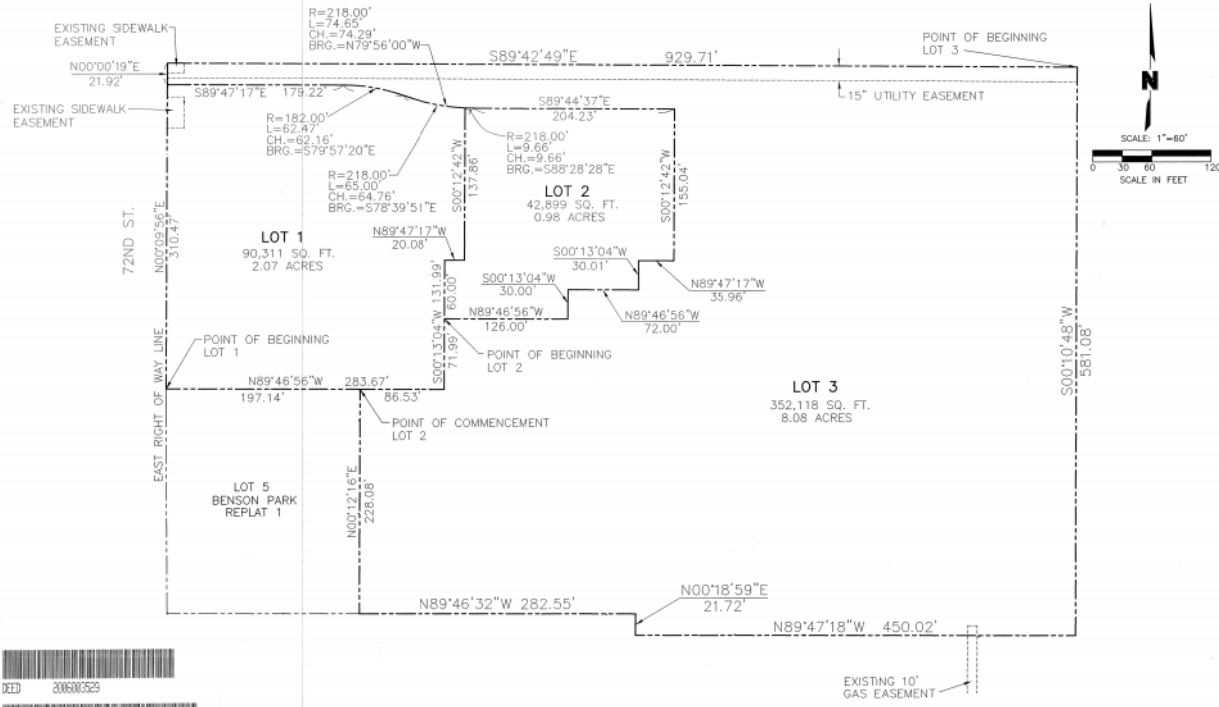 R=218.00'
L=74.65'
CH.=74.29'
BRG.=N79°56'00"W
EXISTING SIDEWALK
EASEMENT
N00°00'19"E
21.92'
S89°42'49"E 929.71'
POINT OF BEGINNING
LOT 3
N
15" UTILITY EASEMENT
SCALE: 1"=60'
0 30 60 120
SCALE IN FEET
S89°47'17"E 179.22'
EXISTING SIDEWALK
EASEMENT
R=182.00'
L=62.47'
CH.=62.16'
BRG.=S79°57'20"E
R=218.00'
L=65.00'
CH.=64.76'
BRG.=S78°39'51"E
S89°44'37"E
204.23'
R=218.00'
L=9.66'
CH.=9.66'
BRG.=S88°28'28"E
S00°12'42"W
137.86'
LOT 2
42,899 SQ. FT.
0.98 ACRES
S00°12'42"W
155.04'
72ND ST.
N00°09'56"E
310.47'
LOT 1
90,311 SQ. FT.
2.07 ACRES
N89°47'17"W
20.08'
S00°13'04"W 131.99'
60.00'
71.99'
S00°13'04"W
30.01'
S00°13'04"W
30.00'
N89°47'17"W
35.96'
N89°46'56"W
126.00'
N89°46'56"W
72.00'
POINT OF BEGINNING
LOT 1
POINT OF BEGINNING
LOT 2
EAST RIGHT OF WAY LINE
N89°46'56"W 283.67'
197.14' 86.53'
POINT OF COMMENCEMENT
LOT 2
LOT 3
352,118 SQ. FT.
8.08 ACRES
S00°10'48"W
581.08'
LOT 5
BENSON PARK
REPLAT 1
N00°12'16"E
228.08'
N89°46'32"W 282.55'
N00°18'59"E
21.72'
N89°47'18"W 450.02'
EXISTING 10'
GAS EASEMENT
DEED 2006003529